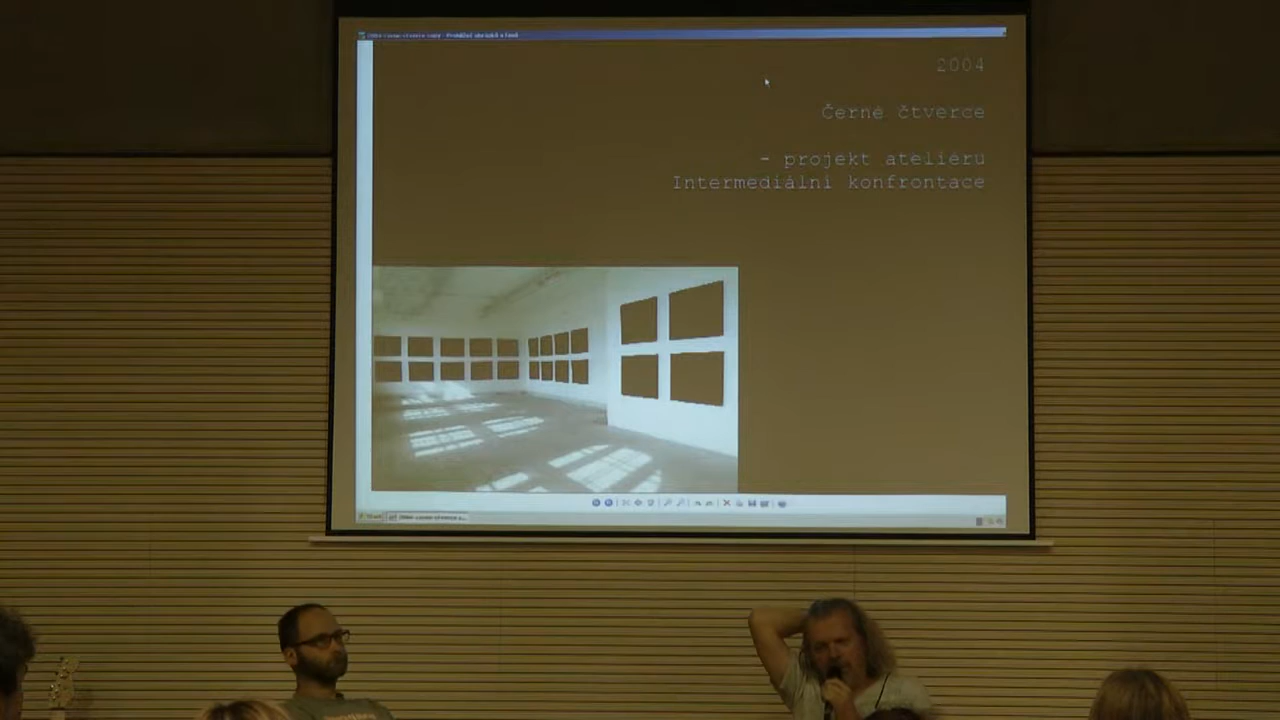 2004
Černé čtverce
- projekt ateliéru
Intermediální konfrontace